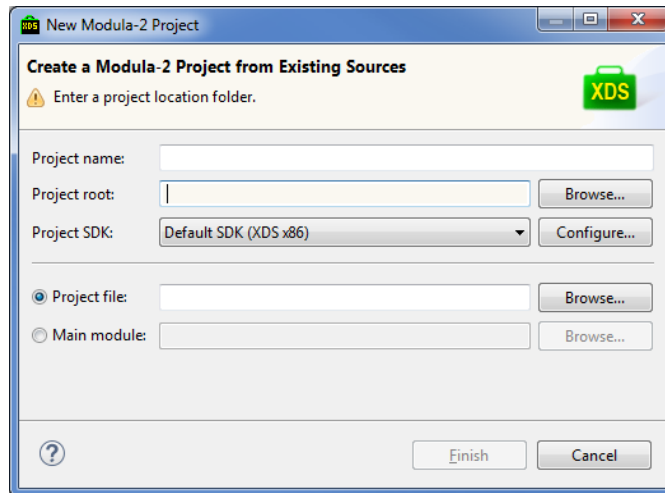 XDS New Modula-2 Project
Create a Modula-2 Project from Existing Sources
Enter a project location folder.
XDS
Project name:
Project root: Browse...
Project SDK: Default SDK (XDS x86) Configure...
Project file: Browse...
Main module: Browse...
? Finish Cancel